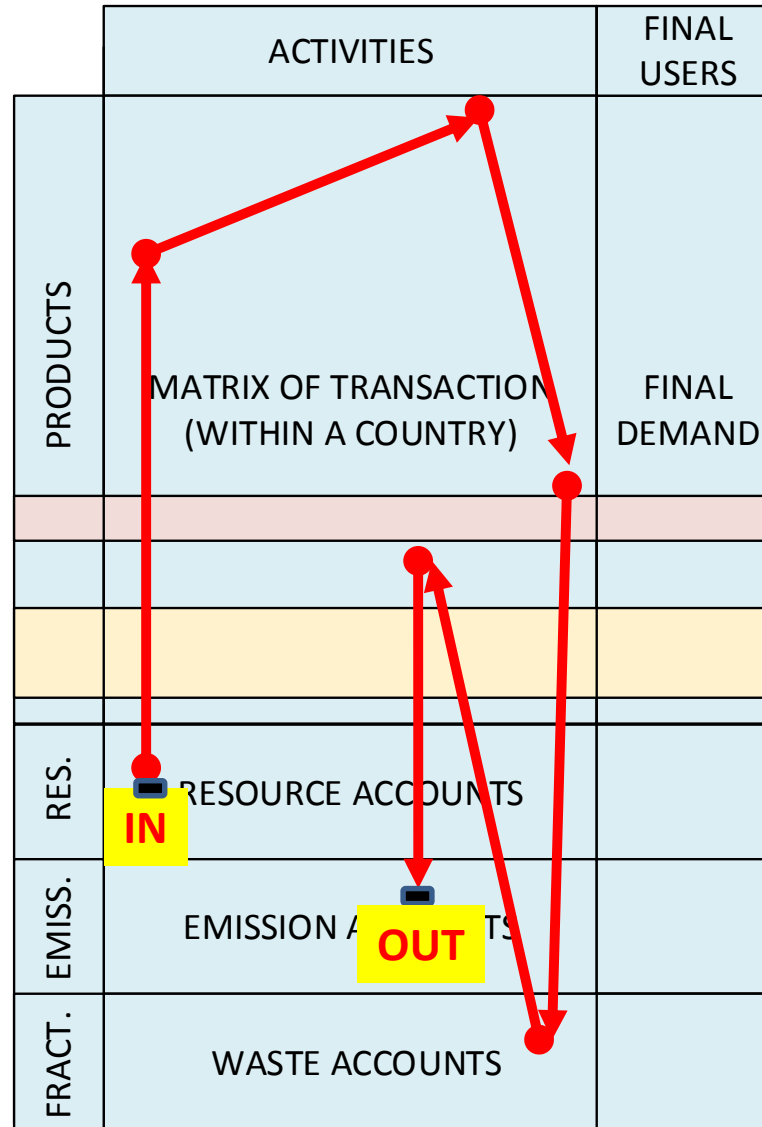 ACTIVITIES
FINAL
USERS
PRODUCTS
MATRIX OF TRANSACTION
(WITHIN A COUNTRY)
FINAL
DEMAND
RES.
RESOURCE ACCOUNTS
IN
EMISS.
EMISSION A TS
OUT
FRACT.
WASTE ACCOUNTS